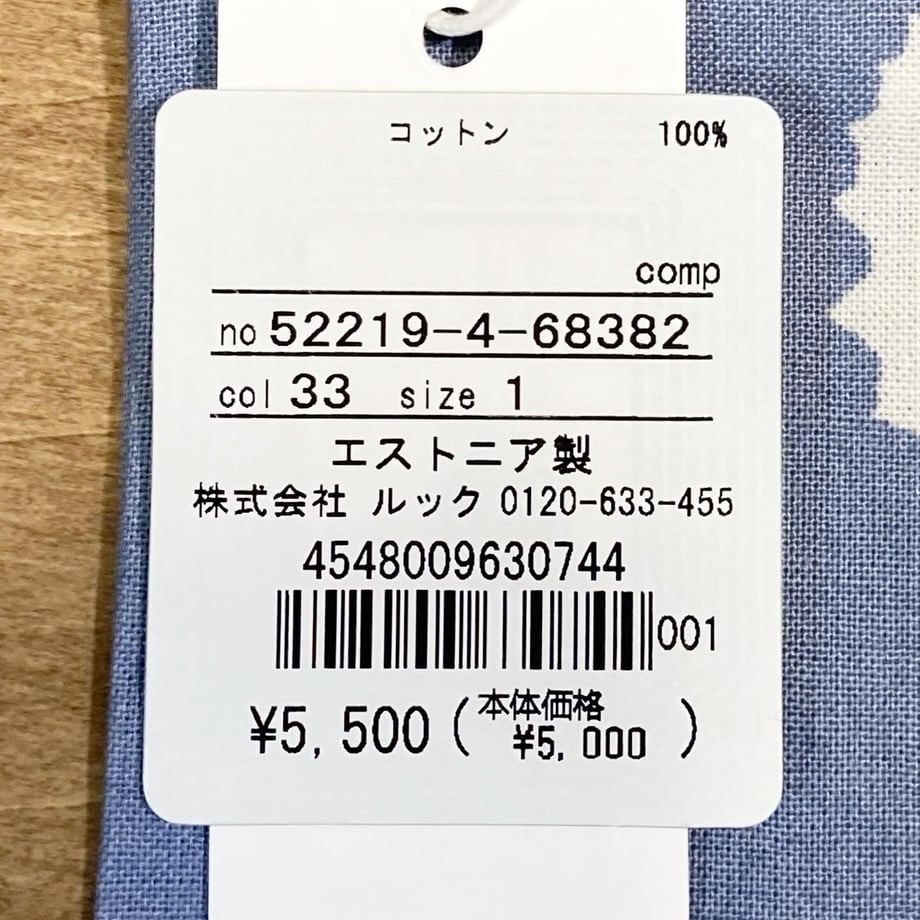 コットン 100%
comp
no 52219-4-68382
col 33 size 1
エストニア製
株式会社 ルック 0120-633-455
4548009630744
001
¥5,500 (本体価格 ¥5,000)